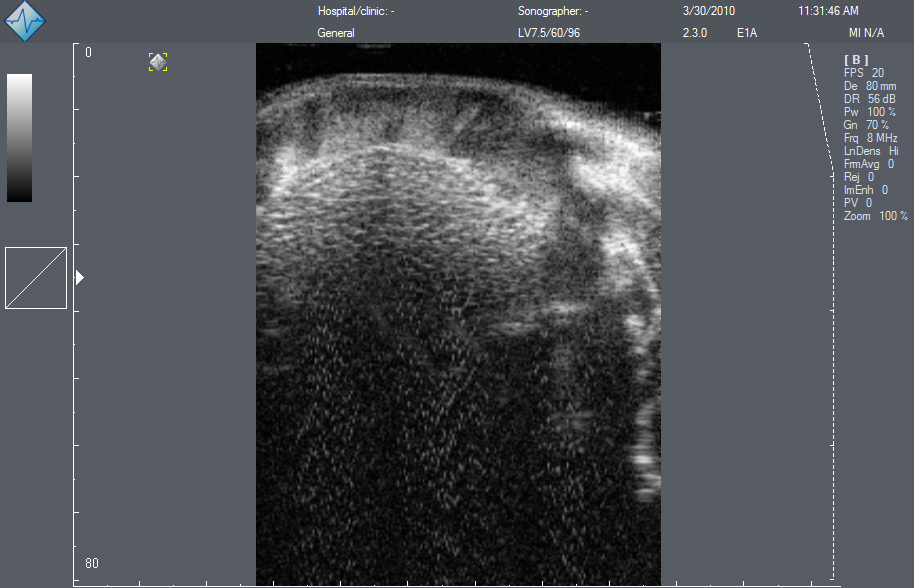 Hospital/clinic: - Sonographer: - 3/30/2010 11:31:46 AM
General LV7.5/60/96 2.3.0 E1A MI N/A
0
[ B ]
FPS 20
De 80 mm
DR 56 dB
Pw 100 %
Gn 70 %
Frq 8 MHz
LnDens Hi
FrmAvg 0
Rej 0
ImEnh 0
PV 0
Zoom 100 %
80